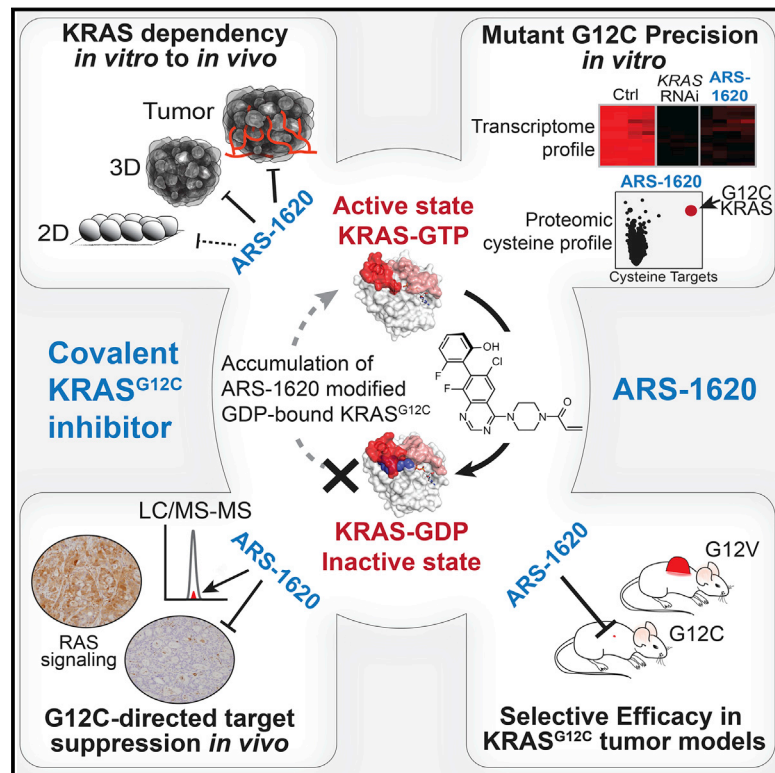 KRAS dependency
in vitro to in vivo
Tumor
3D
2D
ARS-1620
Mutant G12C Precision
in vitro
Ctrl
KRAS
RNAi
ARS-
1620
Transcriptome
profile
ARS-1620
G12C
KRAS
Proteomic
cysteine profile
Cysteine Targets
Active state
KRAS-GTP
Covalent
KRASG12C
inhibitor
Accumulation of
ARS-1620 modified
GDP-bound KRASG12C
OH
Cl
F
F
N
N
N
N
O
ARS-1620
KRAS-GDP
Inactive state
LC/MS-MS
ARS-1620
RAS
signaling
G12C-directed target
suppression in vivo
ARS-1620
G12V
G12C
Selective Efficacy in
KRASG12C tumor models